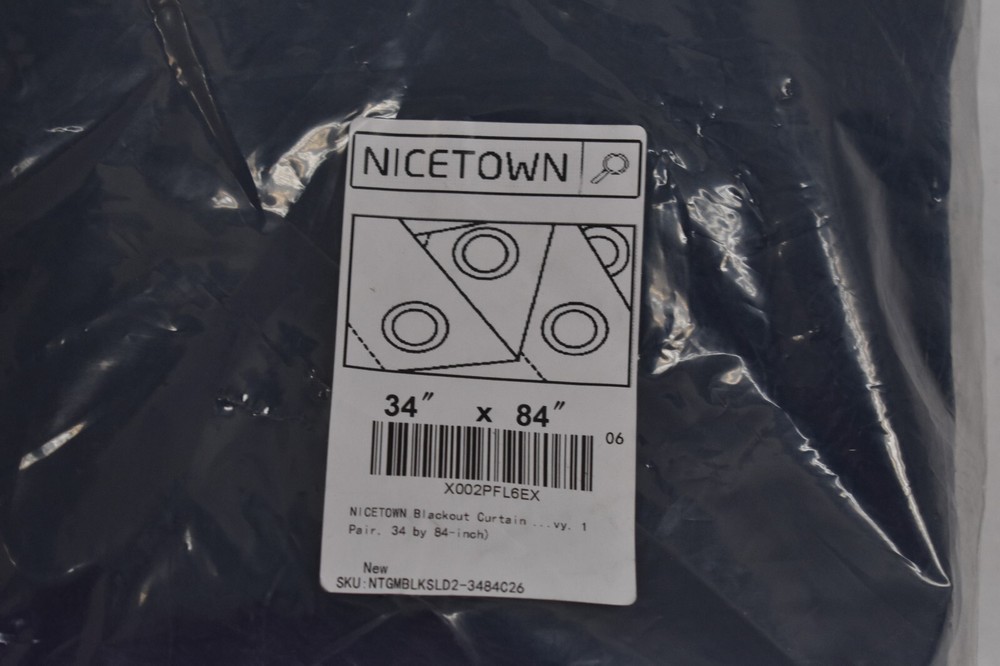 NICETOWN
34" x 84"
06
X002PFL6EX
NICETOWN Blackout Curtain ...vy. 1
Pair. 34 by 84-inch)
New
SKU:NTGMBLKSLD2-3484C26